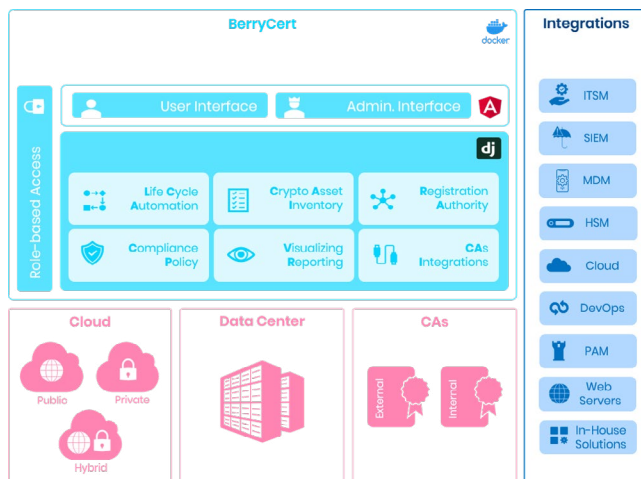 BerryCert
docker
Role-based Access
User Interface
Admin. Interface
dj
Life Cycle
Automation
Crypto Asset
Inventory
Registration
Authority
Compliance
Policy
Visualizing
Reporting
CAs
Integrations
Cloud
Public
Private
Hybrid
Data Center
CAs
External
Internal
Integrations
ITSM
SIEM
MDM
HSM
Cloud
DevOps
PAM
Web
Servers
In-House
Solutions